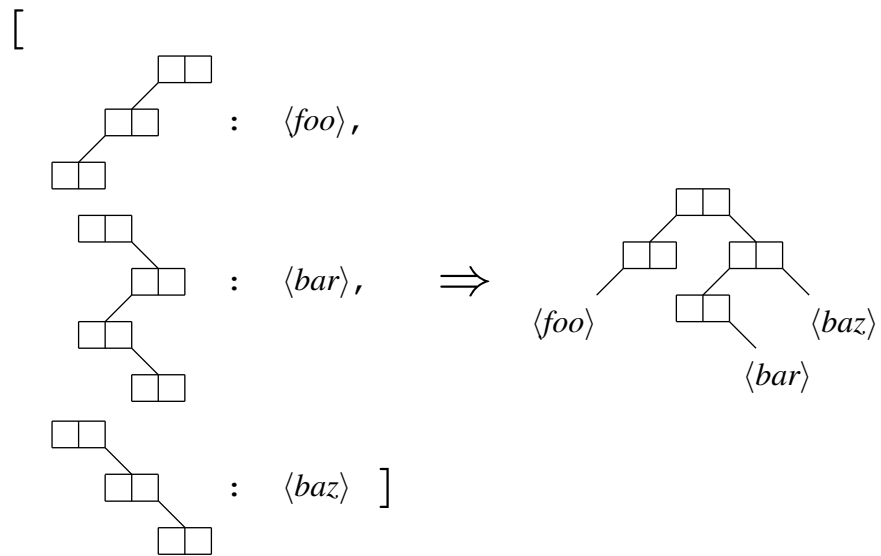 [
: ⟨foo⟩,
: ⟨bar⟩, ⇒
⟨foo⟩ ⟨baz⟩
⟨bar⟩
: ⟨baz⟩ ]